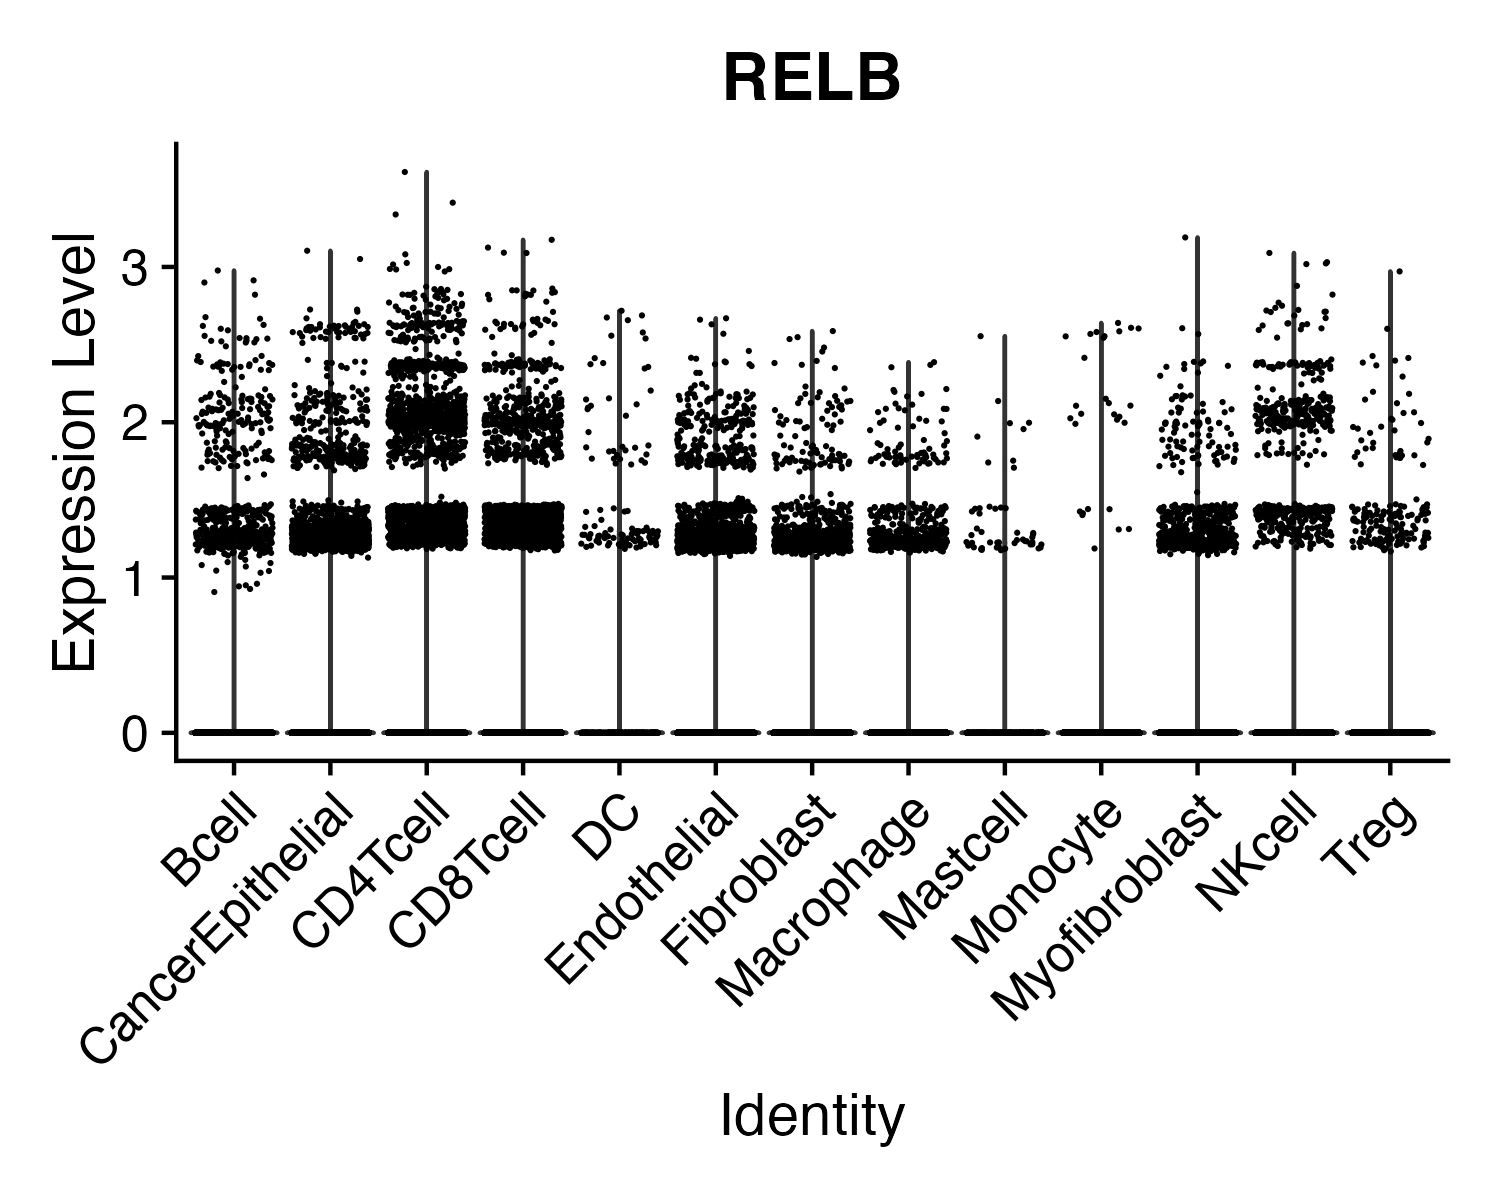 RELB
Expression Level
3
2
1
0
Bcell
CancerEpithelial
CD4Tcell
CD8Tcell
DC
Endothelial
Fibroblast
Macrophage
Mastcell
Monocyte
Myofibroblast
NKcell
Treg
Identity